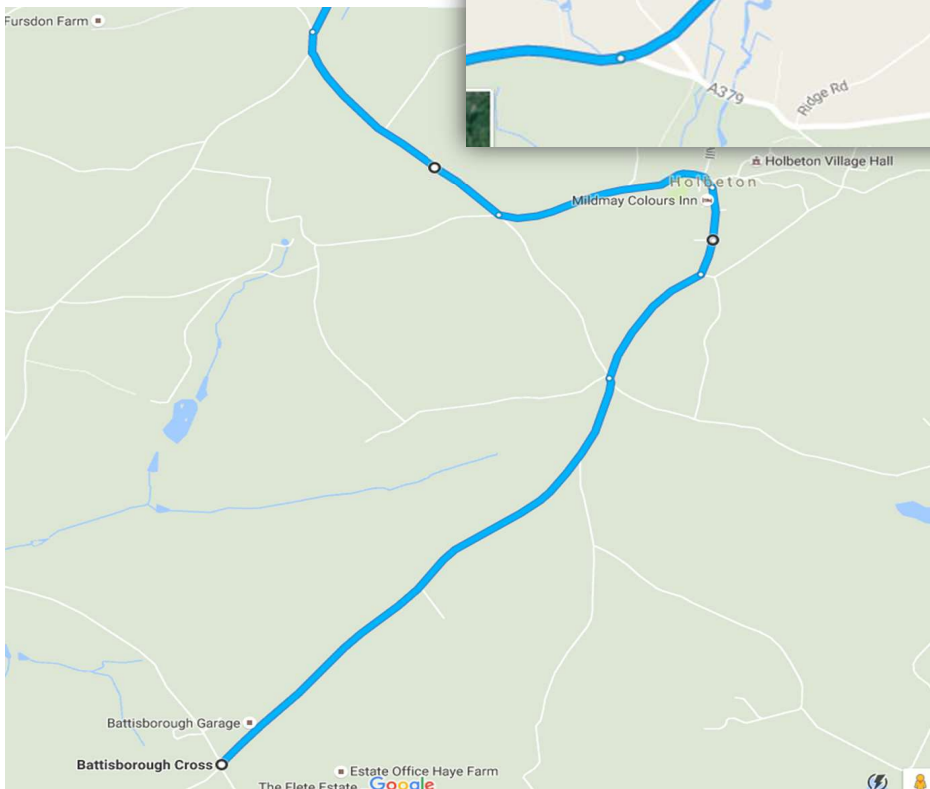 Fursdon Farm
A379
Ridge Rd
Holbeton Village Hall
Holbeton
Mildmay Colours Inn
Battisborough Garage
Battisborough Cross
Estate Office Haye Farm
The Flete Estate
Google